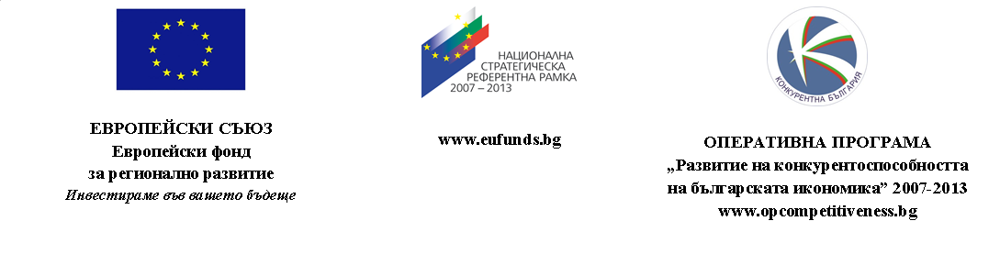 ЕВРОПЕЙСКИ СЪЮЗ
Европейски фонд
за регионално развитие
Инвестираме във вашето бъдеще
НАЦИОНАЛНА
СТРАТЕГИЧЕСКА
РЕФЕРЕНТНА РАМКА
2007 – 2013
www.eufunds.bg
КОНКУРЕНТНА БЪЛГАРИЯ
ОПЕРАТИВНА ПРОГРАМА
„Развитие на конкурентоспособността
на българската икономика” 2007-2013
www.opcompetitiveness.bg